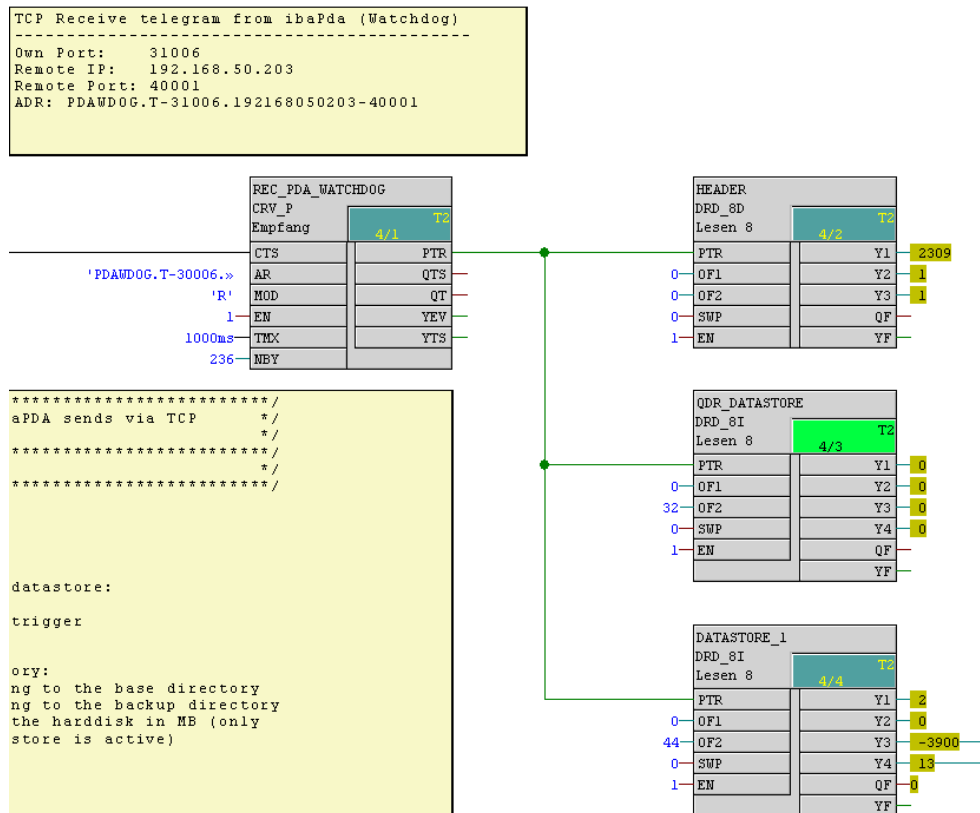 TCP Receive telegram from ibaPda (Watchdog)
--------------------------------------------
Own Port: 31006
Remote IP: 192.168.50.203
Remote Port: 40001
ADR: PDAWDOG.T-31006.192168050203-40001
REC_PDA_WATCHDOG
CRV_P
Empfang
T2
4/1
CTS PTR
'PDAWDOG.T-30006.» AR QTS
'R' MOD QT
1 EN YEV
1000ms TMX YTS
236 NBY
HEADER
DRD_8D
Lesen 8
T2
4/2
PTR Y1 2309
0 OF1 Y2 1
0 OF2 Y3 1
0 SWP QF
1 EN YF
*************************/
aPDA sends via TCP */
*/
*************************/
*/
*************************/
datastore:
trigger
ory:
ng to the base directory
ng to the backup directory
the harddisk in MB (only
store is active)
QDR_DATASTORE
DRD_8I
Lesen 8
T2
4/3
PTR Y1 0
0 OF1 Y2 0
32 OF2 Y3 0
0 SWP Y4 0
1 EN QF
YF
DATASTORE_1
DRD_8I
Lesen 8
T2
4/4
PTR Y1 2
0 OF1 Y2 0
44 OF2 Y3 -3900
0 SWP Y4 13
1 EN QF 0
YF